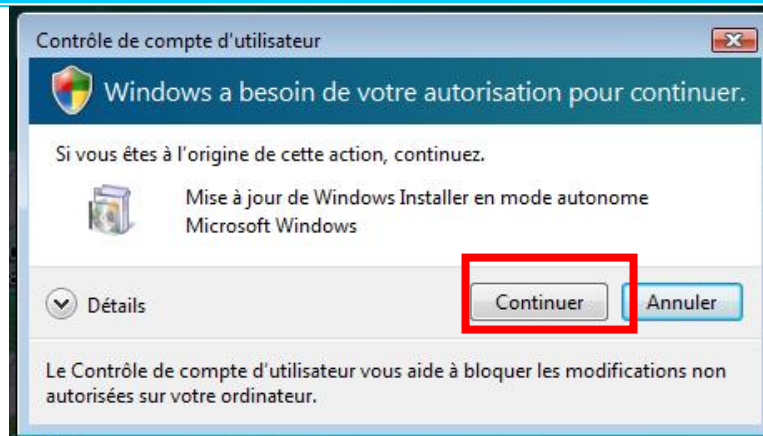 Contrôle de compte d'utilisateur
Windows a besoin de votre autorisation pour continuer.
Si vous êtes à l'origine de cette action, continuez.
Mise à jour de Windows Installer en mode autonome
Microsoft Windows
Détails
Continuer
Annuler
Le Contrôle de compte d'utilisateur vous aide à bloquer les modifications non
autorisées sur votre ordinateur.